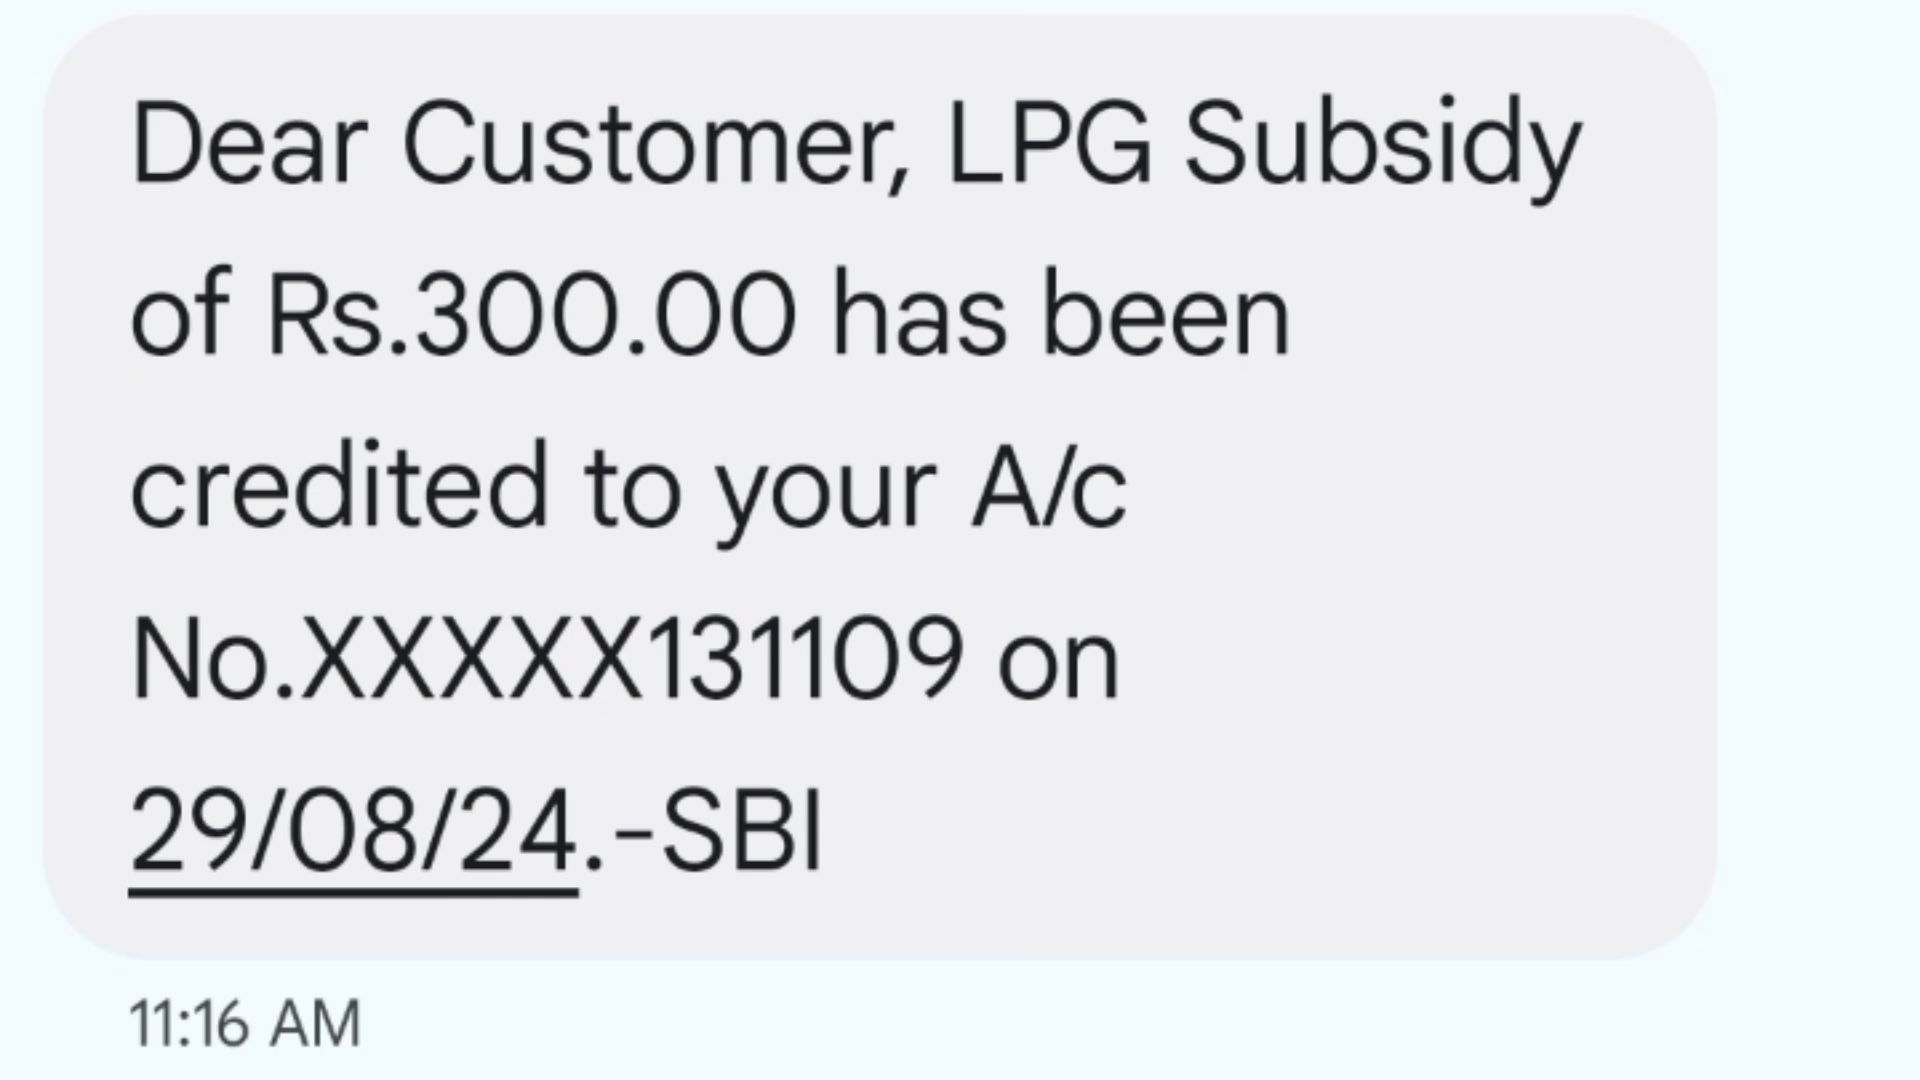 Dear Customer, LPG Subsidy
of Rs.300.00 has been
credited to your A/c
No.XXXXX131109 on
29/08/24.-SBI
11:16 AM